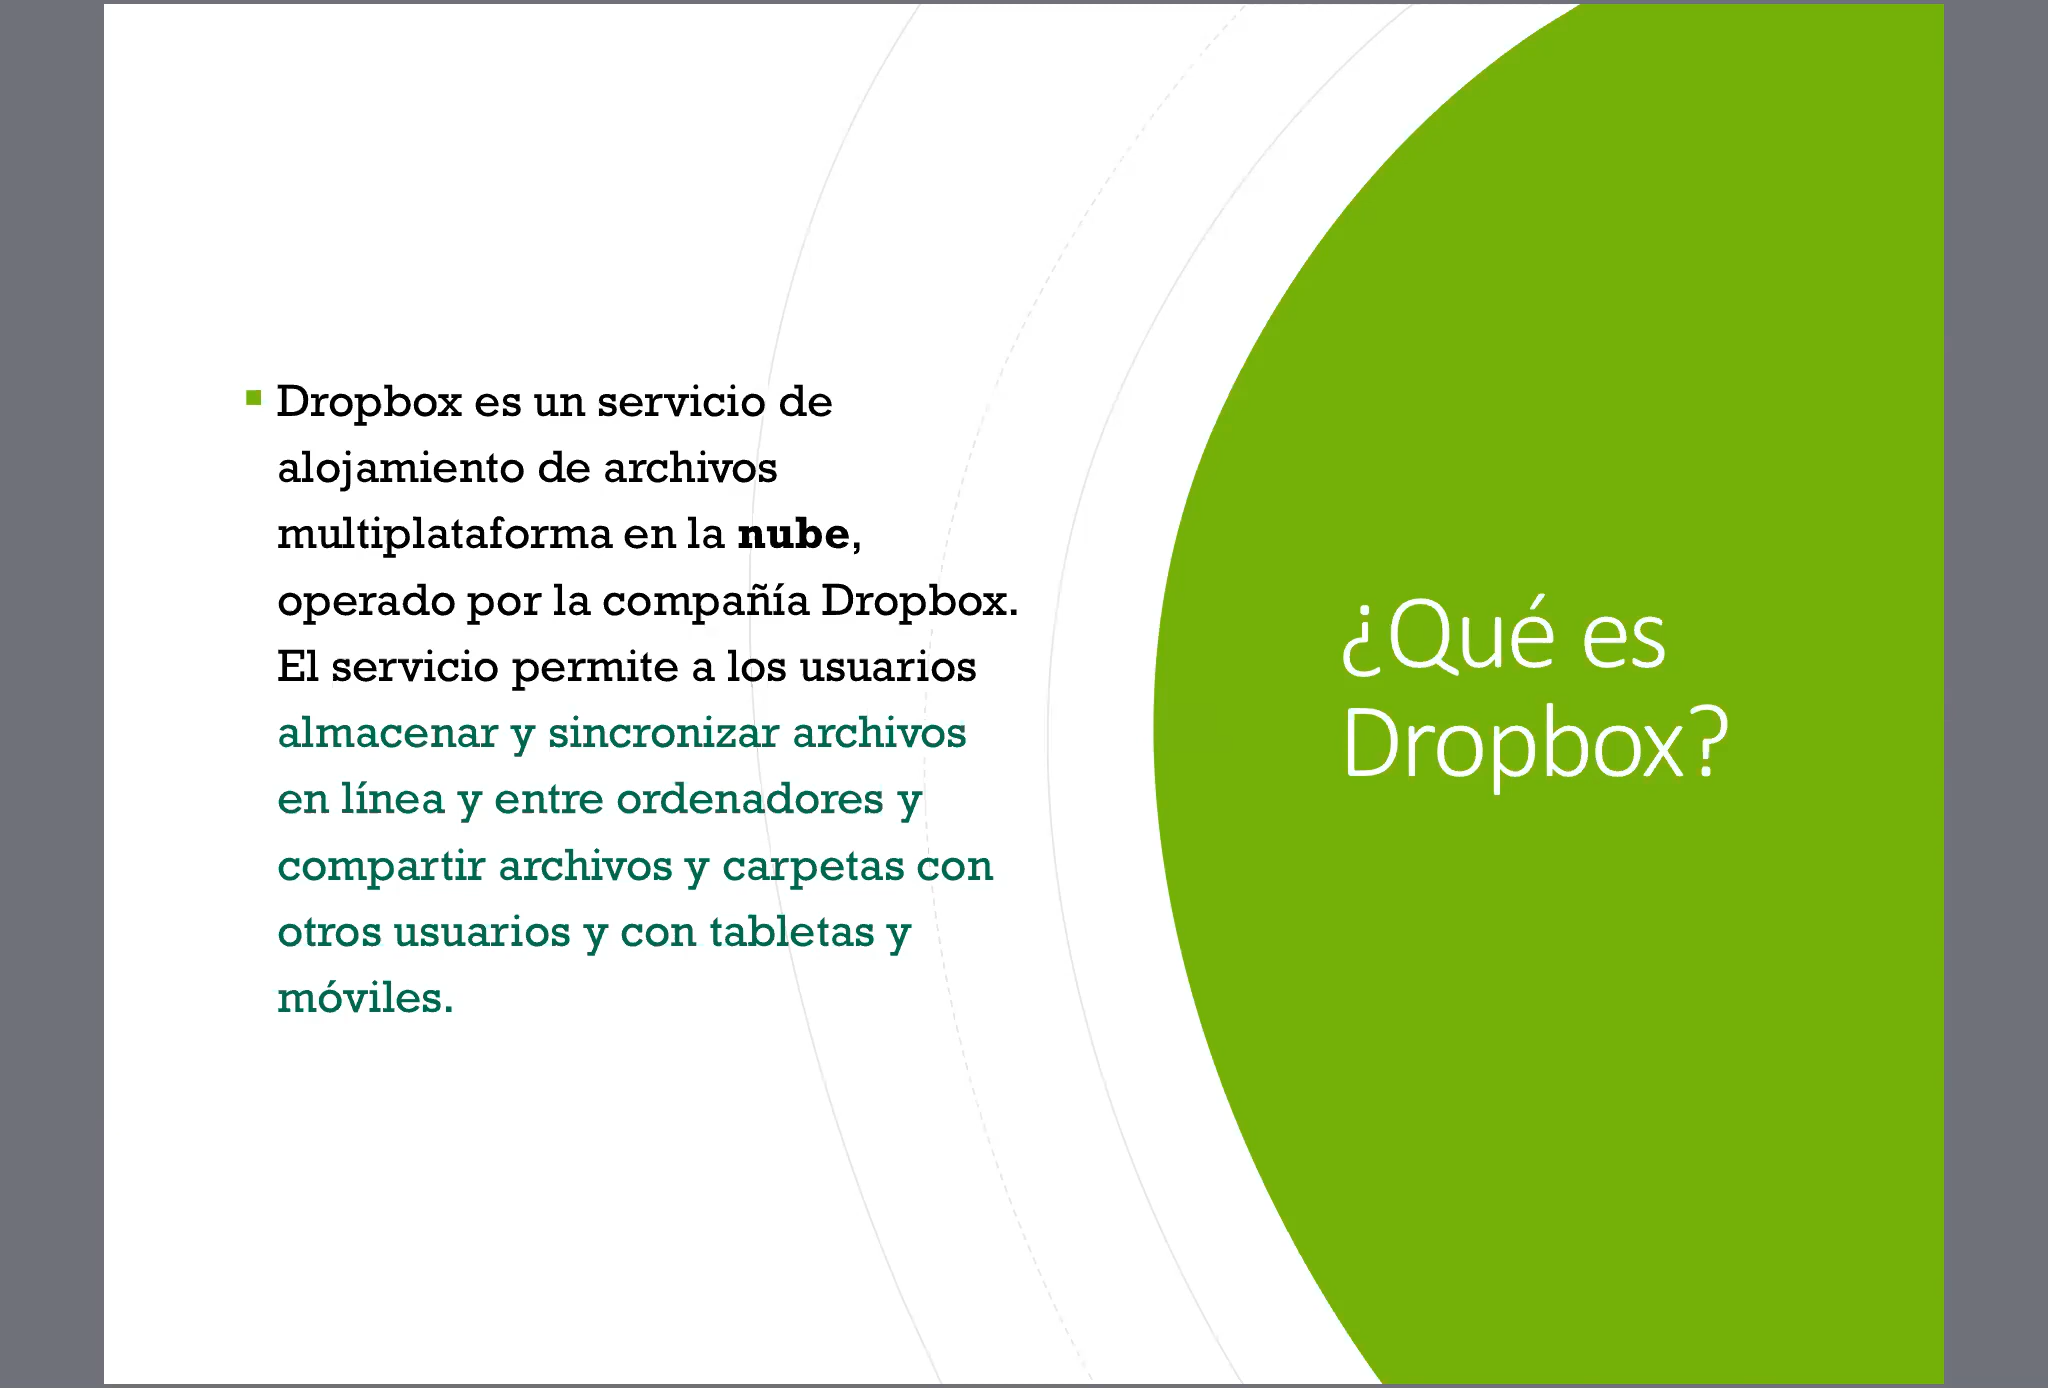 Dropbox es un servicio de
alojamiento de archivos
multiplataforma en la nube,
operado por la compañía Dropbox.
El servicio permite a los usuarios
almacenar y sincronizar archivos
en línea y entre ordenadores y
compartir archivos y carpetas con
otros usuarios y con tabletas y
móviles.
¿Qué es
Dropbox?